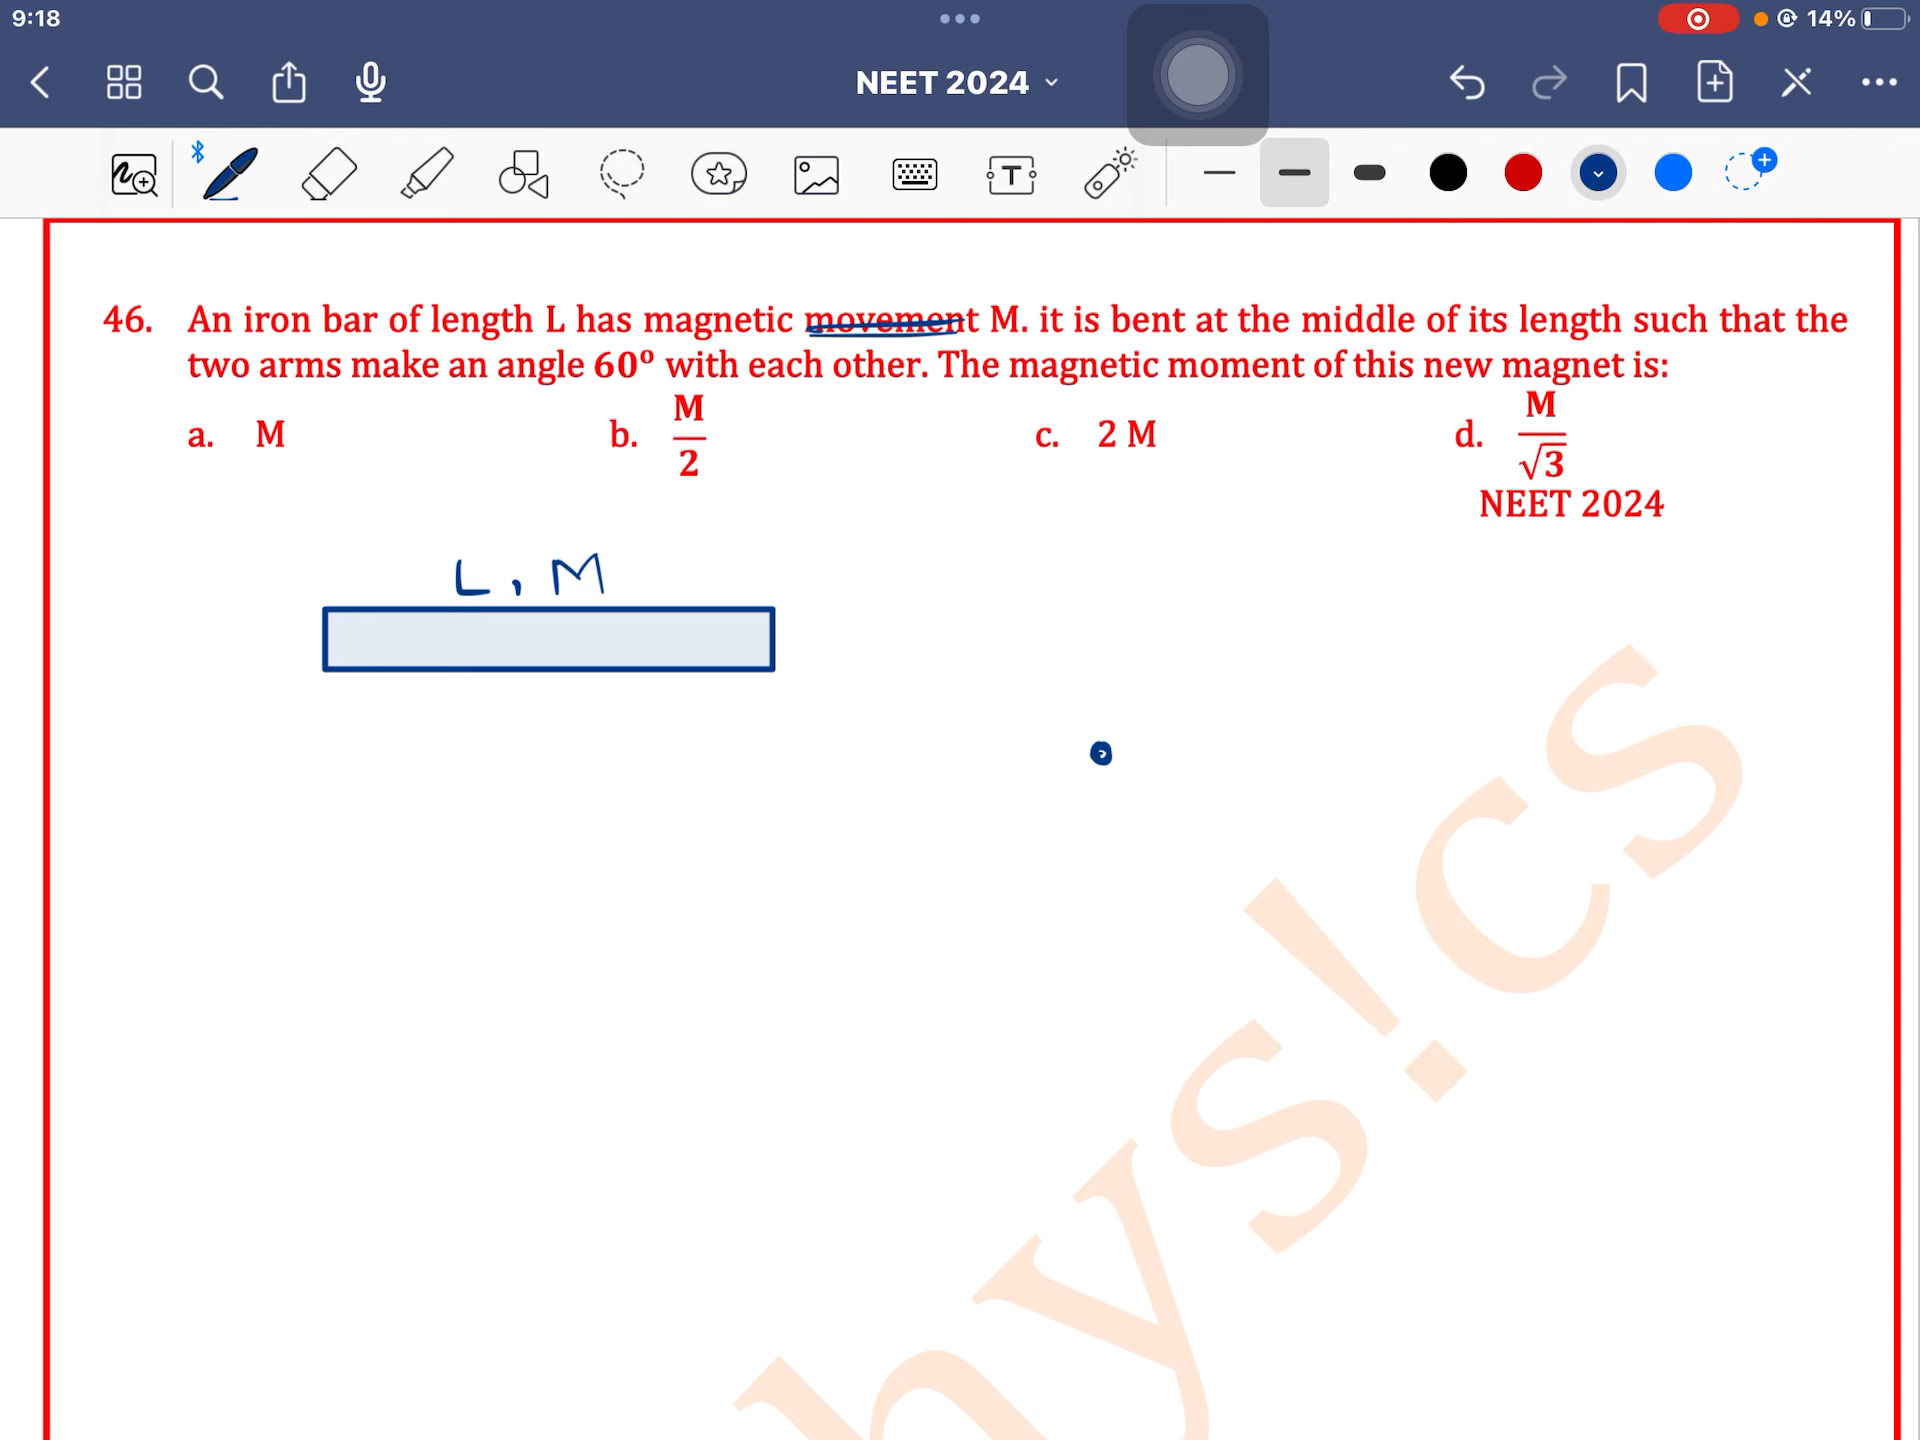 9:18
14%
NEET 2024
T
46. An iron bar of length L has magnetic movement M. it is bent at the middle of its length such that the
two arms make an angle 60° with each other. The magnetic moment of this new magnet is:
a. M b. M/2 c. 2 M d. M/√3
NEET 2024
L, M
hys!cs